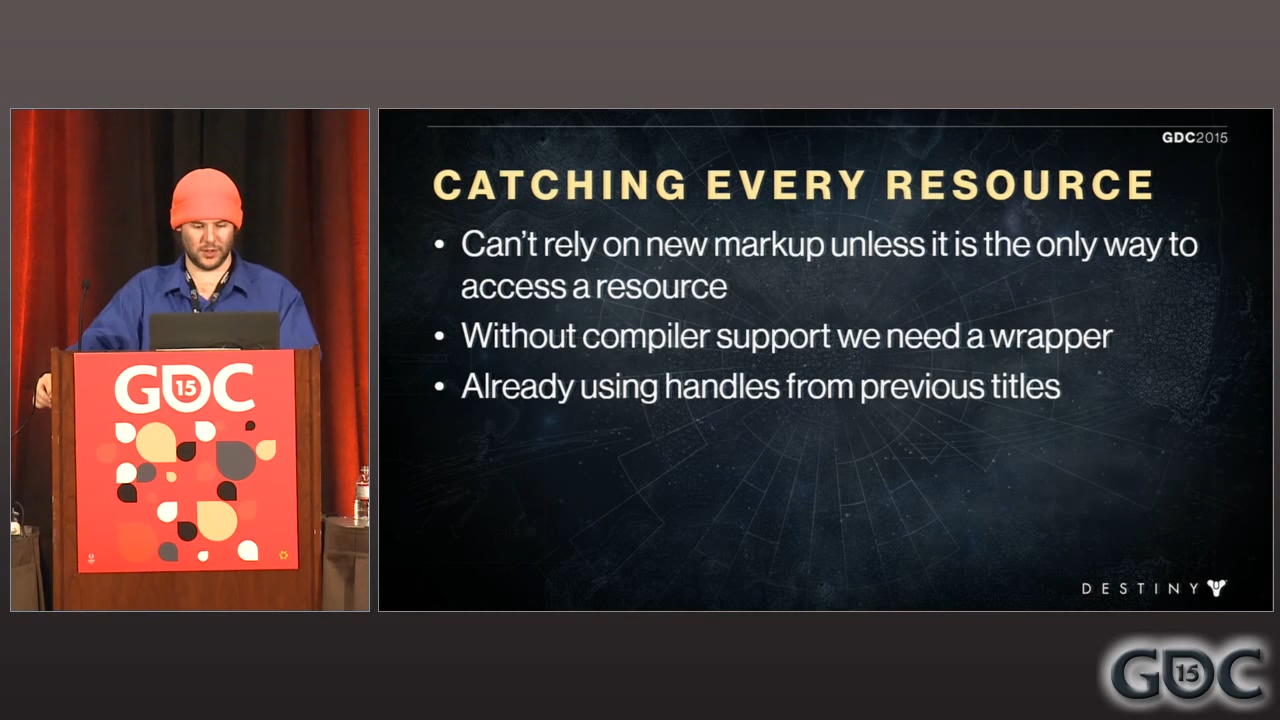 GDC2015
CATCHING EVERY RESOURCE
• Can't rely on new markup unless it is the only way to
access a resource
• Without compiler support we need a wrapper
• Already using handles from previous titles
DESTINY
GDC
15
GDC
15